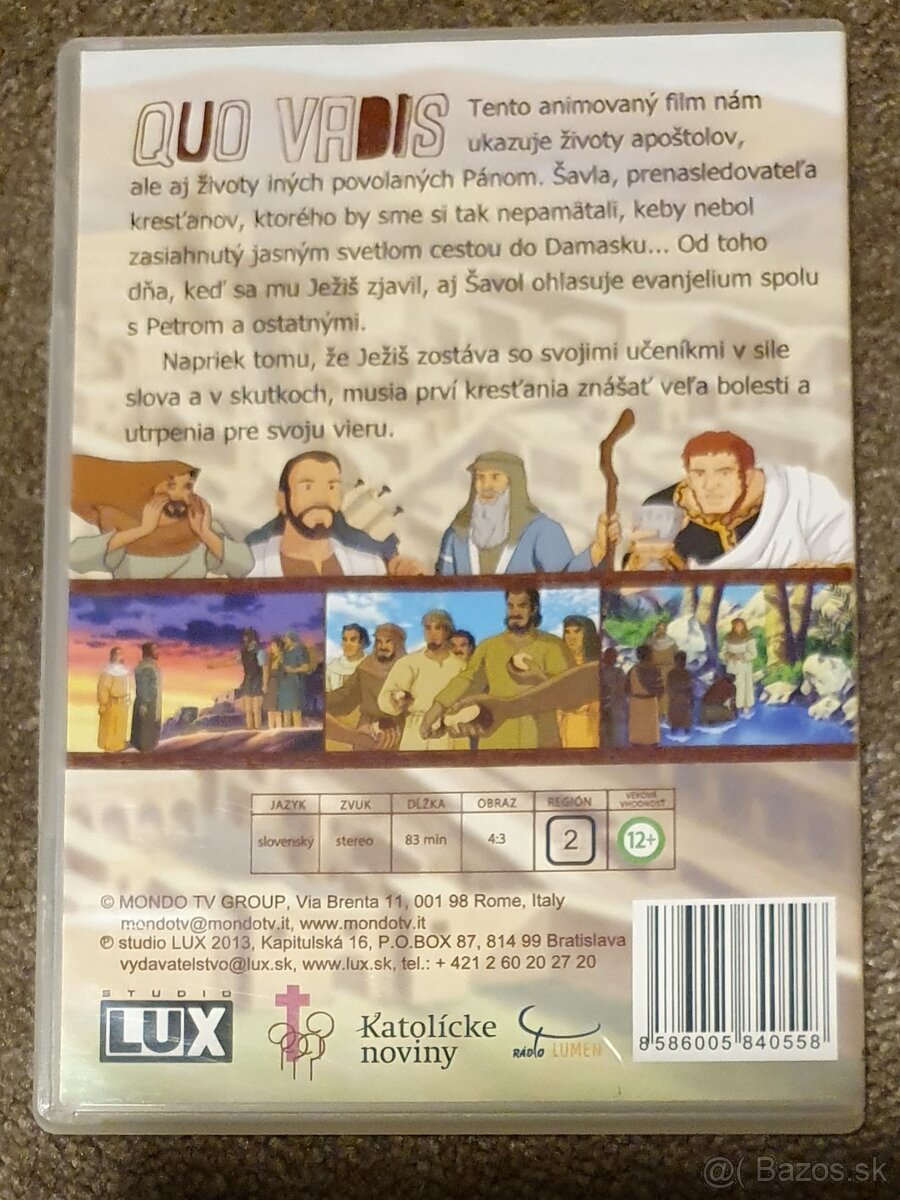 QUO VADIS
Tento animovaný film nám
ukazuje životy apoštolov,
ale aj životy iných povolaných Pánom. Šavla, prenasledovateľa
kresťanov, ktorého by sme si tak nepamätali, keby nebol
zasiahnutý jasným svetlom cestou do Damasku... Od toho
dňa, keď sa mu Ježiš zjavil, aj Šavol ohlasuje evanjelium spolu
s Petrom a ostatnými.
Napriek tomu, že Ježiš zostáva so svojimi učeníkmi v sile
slova a v skutkoch, musia prví kresťania znášať veľa bolesti a
utrpenia pre svoju vieru.
JAZYK ZVUK DĹŽKA OBRAZ REGIÓN VEKOVÁ VHODNOSŤ
slovenský stereo 83 min 4:3 2 12+
© MONDO TV GROUP, Via Brenta 11, 001 98 Rome, Italy
mondotv@mondotv.it, www.mondotv.it
℗ studio LUX 2013, Kapitulská 16, P.O.BOX 87, 814 99 Bratislava
vydavatelstvo@lux.sk, www.lux.sk, tel.: + 421 2 60 20 27 20
STUDIO
LUX
Katolícke
noviny
RÁDIO LUMEN
8 586005 840558
@( Bazos.sk